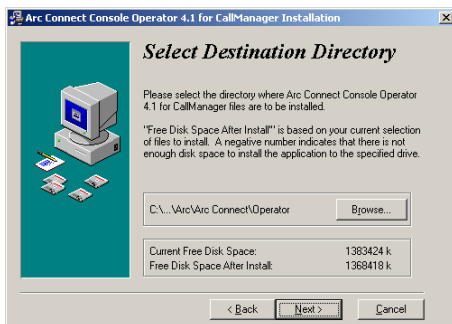 Arc Connect Console Operator 4.1 for CallManager Installation
Select Destination Directory
Please select the directory where Arc Connect Console Operator
4.1 for CallManager files are to be installed.
"Free Disk Space After Install" is based on your current selection
of files to install. A negative number indicates that there is not
enough disk space to install the application to the specified drive.
C:\...\Arc\Arc Connect\Operator
Browse...
Current Free Disk Space: 1383424 k
Free Disk Space After Install: 1368418 k
< Back Next > Cancel